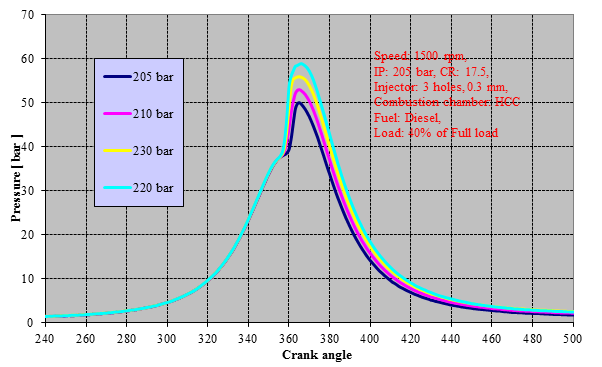 70
60
50
40
30
20
10
0
Pressure [ bar ]
205 bar
210 bar
230 bar
220 bar
Speed: 1500 rpm,
IP: 205 bar, CR: 17.5,
Injector: 3 holes, 0.3 mm,
Combustion chamber: HCC
Fuel: Diesel,
Load: 40% of Full load
240 260 280 300 320 340 360 380 400 420 440 460 480 500
Crank angle